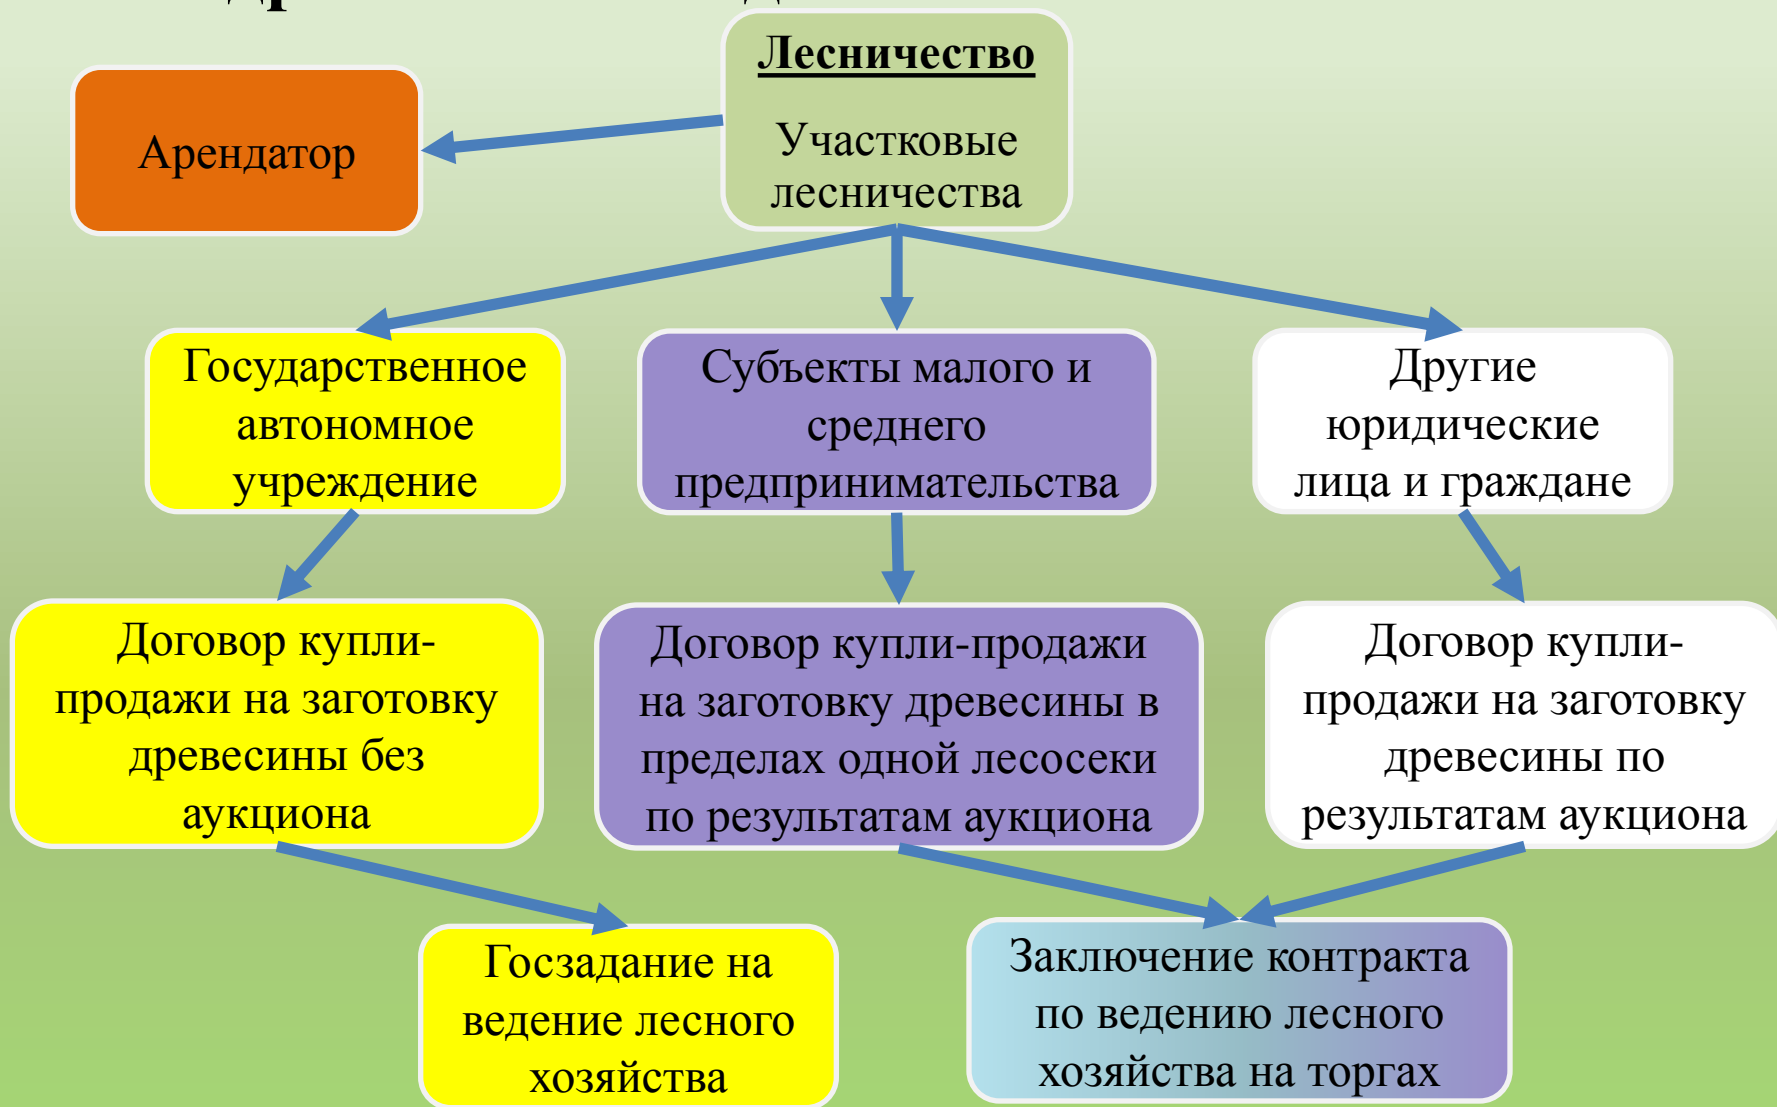 Лесничество
Участковые
лесничества
Арендатор
Государственное
автономное
учреждение
Субъекты малого и
среднего
предпринимательства
Другие
юридические
лица и граждане
Договор купли-
продажи на заготовку
древесины без
аукциона
Договор купли-продажи
на заготовку древесины в
пределах одной лесосеки
по результатам аукциона
Договор купли-
продажи на заготовку
древесины по
результатам аукциона
Госзадание на
ведение лесного
хозяйства
Заключение контракта
по ведению лесного
хозяйства на торгах